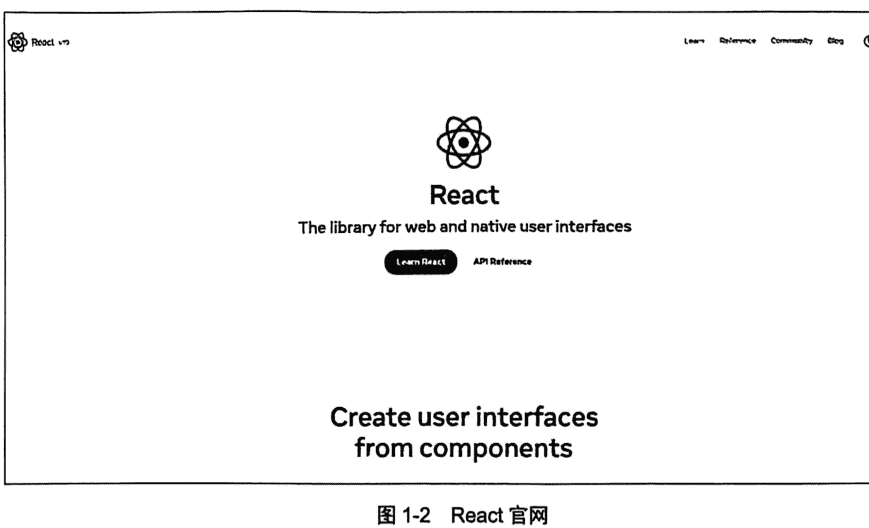 React
Learn Reference Community Blog
React
The library for web and native user interfaces
Learn React API Reference
Create user interfaces
from components
图 1-2 React 官网